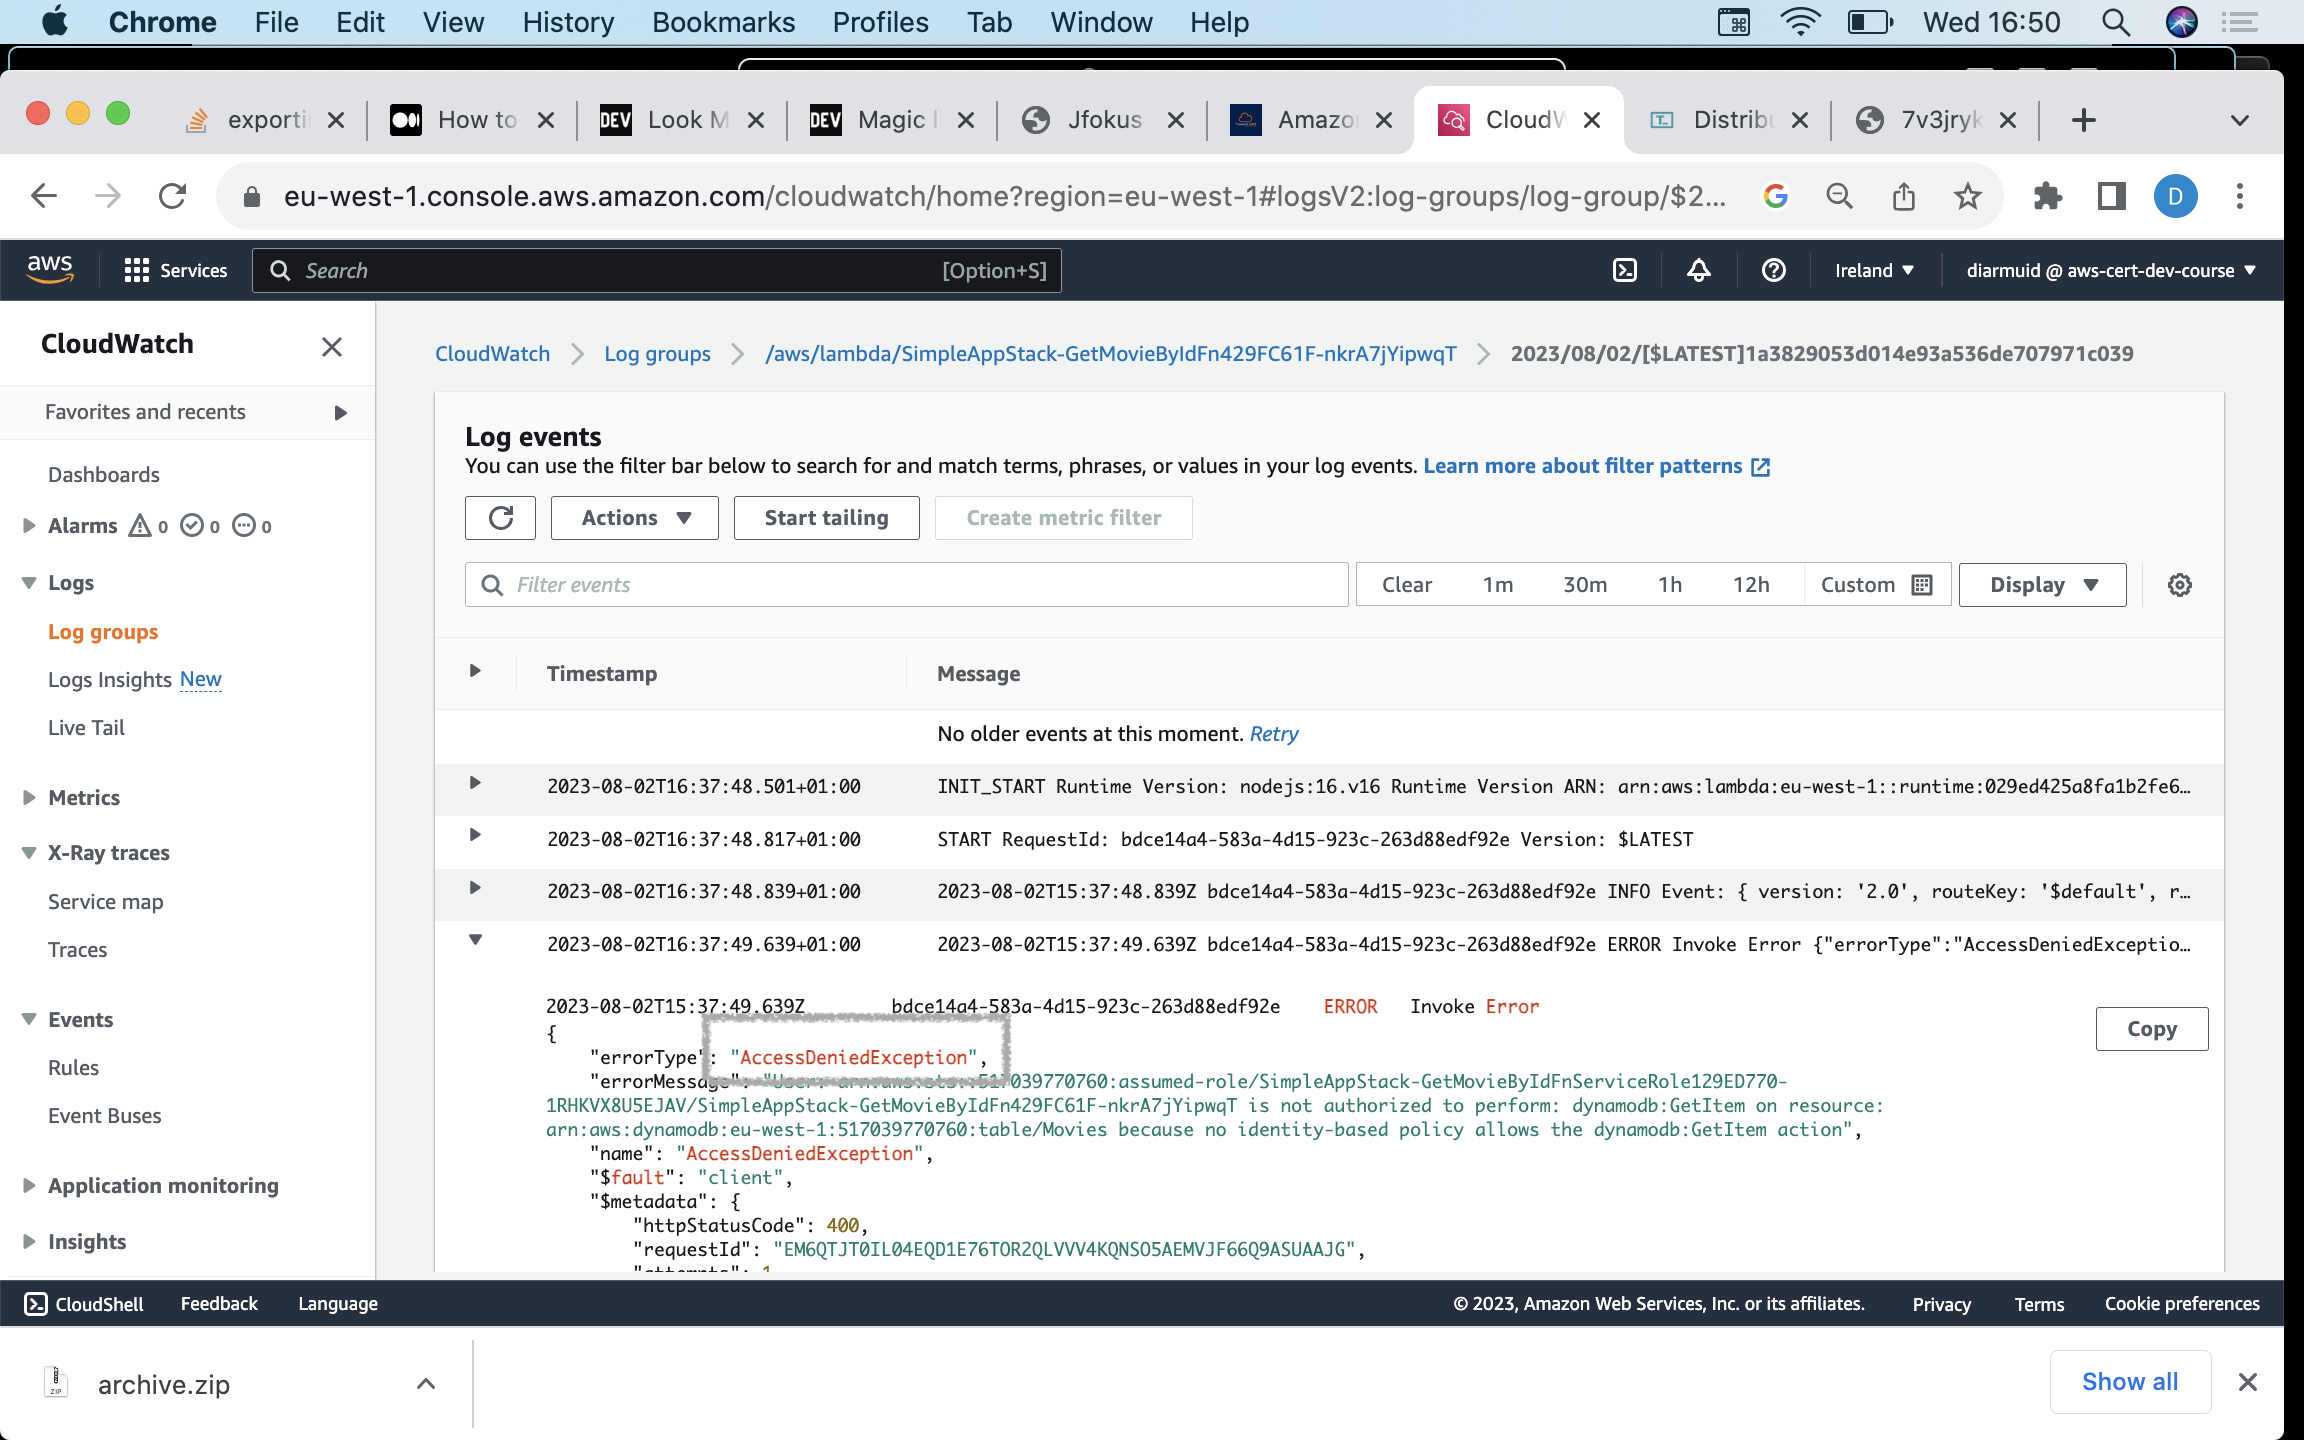 Chrome File Edit View History Bookmarks Profiles Tab Window Help Wed 16:50
exporti How to DEV Look M DEV Magic Jfokus Amazo CloudW Distrib 7v3jryk
eu-west-1.console.aws.amazon.com/cloudwatch/home?region=eu-west-1#logsV2:log-groups/log-group/$2... D
aws Services Search [Option+S] Ireland diarmuid @ aws-cert-dev-course
CloudWatch
Favorites and recents
Dashboards
Alarms 0 0 0
Logs
Log groups
Logs Insights New
Live Tail
Metrics
X-Ray traces
Service map
Traces
Events
Rules
Event Buses
Application monitoring
Insights
CloudWatch Log groups /aws/lambda/SimpleAppStack-GetMovieByIdFn429FC61F-nkrA7jYipwqT 2023/08/02/[$LATEST]1a3829053d014e93a536de707971c039
Log events
You can use the filter bar below to search for and match terms, phrases, or values in your log events. Learn more about filter patterns
Actions Start tailing Create metric filter
Filter events Clear 1m 30m 1h 12h Custom Display
Timestamp Message
No older events at this moment. Retry
2023-08-02T16:37:48.501+01:00 INIT_START Runtime Version: nodejs:16.v16 Runtime Version ARN: arn:aws:lambda:eu-west-1::runtime:029ed425a8fa1b2fe6…
2023-08-02T16:37:48.817+01:00 START RequestId: bdce14a4-583a-4d15-923c-263d88edf92e Version: $LATEST
2023-08-02T16:37:48.839+01:00 2023-08-02T15:37:48.839Z bdce14a4-583a-4d15-923c-263d88edf92e INFO Event: { version: '2.0', routeKey: '$default', r…
2023-08-02T16:37:49.639+01:00 2023-08-02T15:37:49.639Z bdce14a4-583a-4d15-923c-263d88edf92e ERROR Invoke Error {"errorType":"AccessDeniedExceptio…
2023-08-02T15:37:49.639Z bdce14a4-583a-4d15-923c-263d88edf92e ERROR Invoke Error
{
"errorType": "AccessDeniedException",
"errorMessage": "User: arn:aws:sts::517039770760:assumed-role/SimpleAppStack-GetMovieByIdFnServiceRole129ED770-
1RHKVX8U5EJAV/SimpleAppStack-GetMovieByIdFn429FC61F-nkrA7jYipwqT is not authorized to perform: dynamodb:GetItem on resource:
arn:aws:dynamodb:eu-west-1:517039770760:table/Movies because no identity-based policy allows the dynamodb:GetItem action",
"name": "AccessDeniedException",
"$fault": "client",
"$metadata": {
"httpStatusCode": 400,
"requestId": "EM6QTJT0IL04EQD1E76TOR2QLVVV4KQNSO5AEMVJF66Q9ASUAAJG",
Copy
CloudShell Feedback Language © 2023, Amazon Web Services, Inc. or its affiliates. Privacy Terms Cookie preferences
ZIP archive.zip Show all